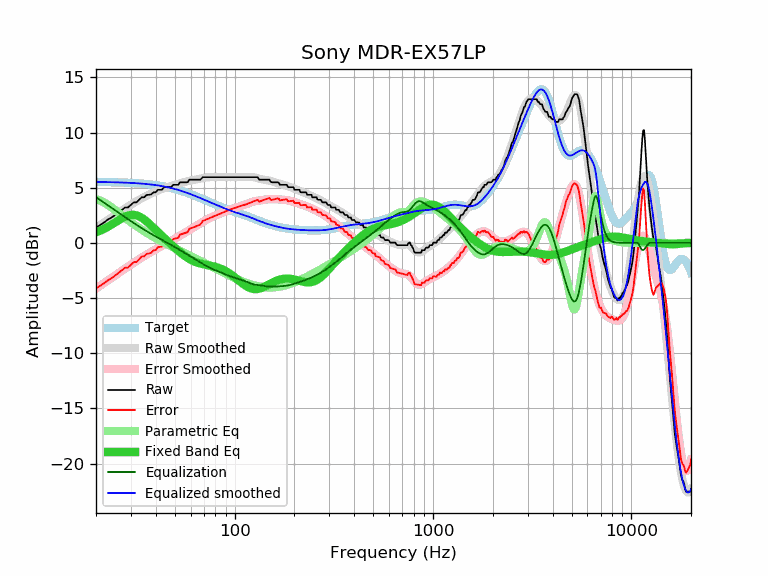 Sony MDR-EX57LP
Amplitude (dBr)
15
10
5
0
−5
−10
−15
−20
Target
Raw Smoothed
Error Smoothed
Raw
Error
Parametric Eq
Fixed Band Eq
Equalization
Equalized smoothed
100
1000
10000
Frequency (Hz)